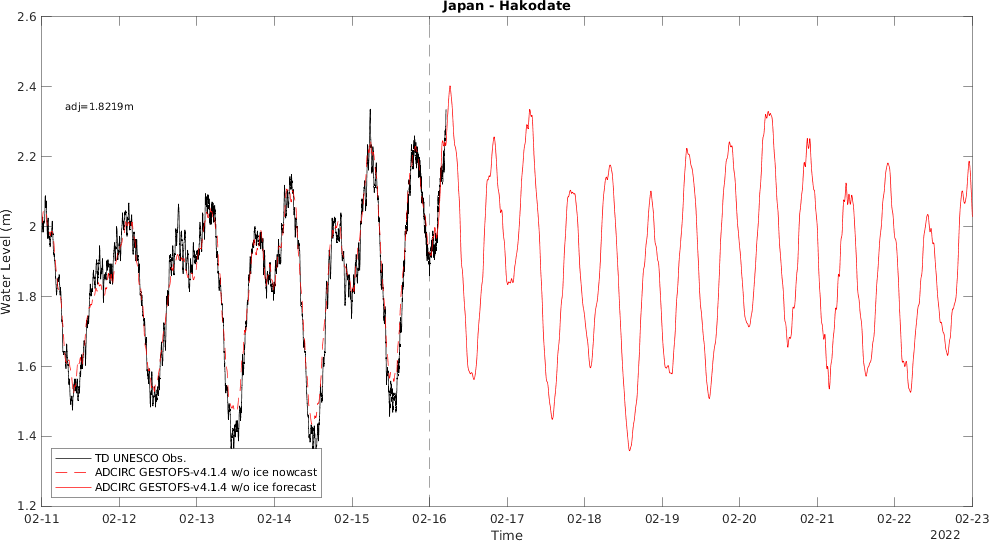 Japan - Hakodate
2.6
2.4
adj=1.8219m
2.2
2
1.8
1.6
1.4
1.2
Water Level (m)
TD UNESCO Obs.
ADCIRC GESTOFS-v4.1.4 w/o ice nowcast
ADCIRC GESTOFS-v4.1.4 w/o ice forecast
02-11 02-12 02-13 02-14 02-15 02-16 02-17 02-18 02-19 02-20 02-21 02-22 02-23
Time
2022